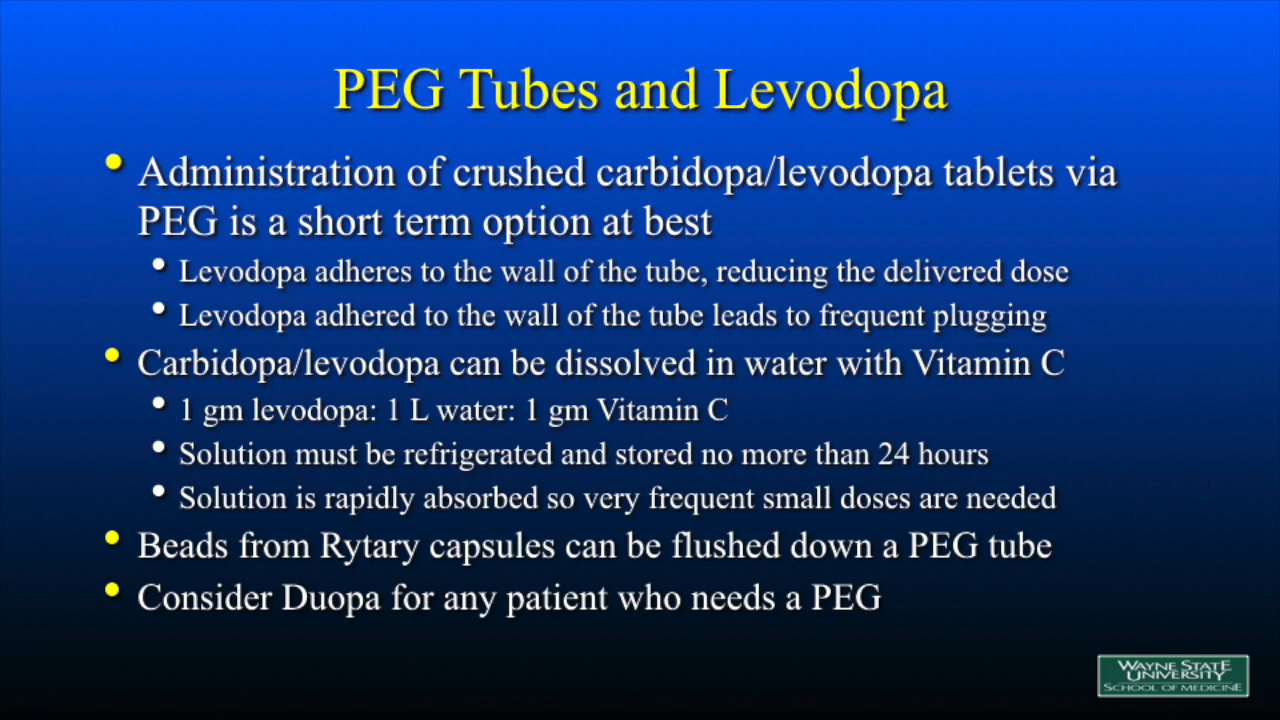 PEG Tubes and Levodopa
• Administration of crushed carbidopa/levodopa tablets via
PEG is a short term option at best
• Levodopa adheres to the wall of the tube, reducing the delivered dose
• Levodopa adhered to the wall of the tube leads to frequent plugging
• Carbidopa/levodopa can be dissolved in water with Vitamin C
• 1 gm levodopa: 1 L water: 1 gm Vitamin C
• Solution must be refrigerated and stored no more than 24 hours
• Solution is rapidly absorbed so very frequent small doses are needed
• Beads from Rytary capsules can be flushed down a PEG tube
• Consider Duopa for any patient who needs a PEG
WAYNE STATE
UNIVERSITY
SCHOOL OF MEDICINE